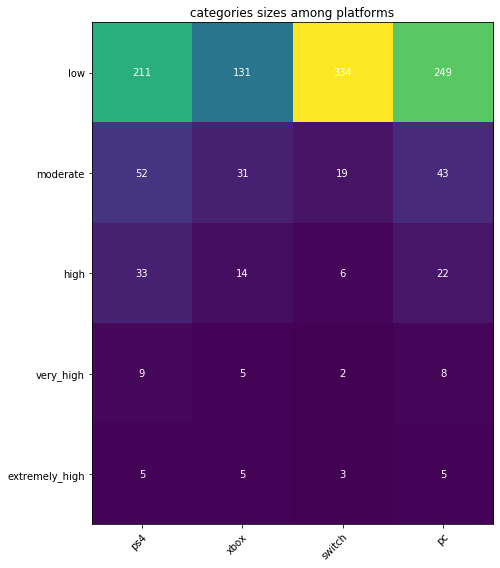 categories sizes among platforms
low 211 131 334 249
moderate 52 31 19 43
high 33 14 6 22
very_high 9 5 2 8
extremely_high 5 5 3 5
ps4 xbox switch pc